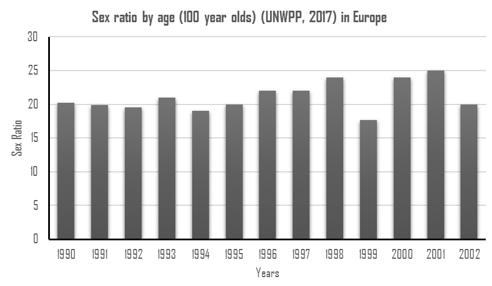 Sex ratio by age (100 year olds) (UNWPP, 2017) in Europe
30
25
20
15
10
5
0
Sex Ratio
1990 1991 1992 1993 1994 1995 1996 1997 1998 1999 2000 2001 2002
Years